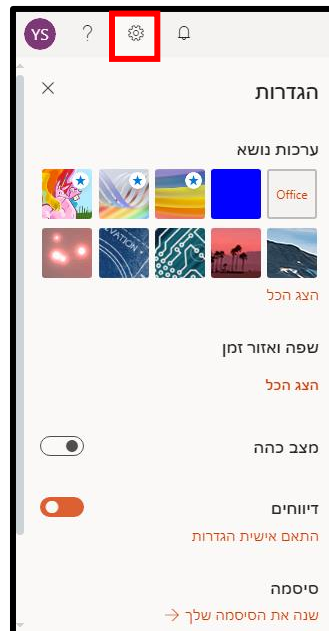 YS ?
הגדרות
ערכות נושא
Office
VATION
הצג הכל
שפה ואזור זמן
הצג הכל
מצב כהה
דיווחים
התאם אישית הגדרות
סיסמה
שנה את הסיסמה שלך